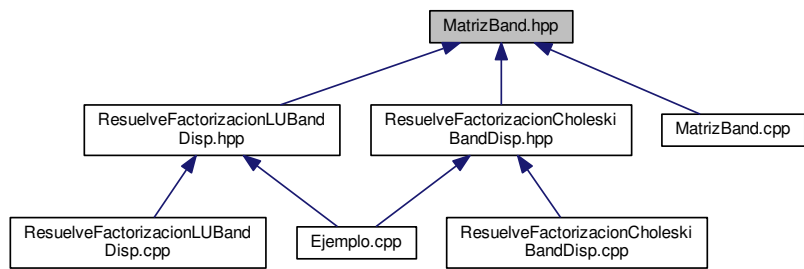 MatrizBand.hpp
ResuelveFactorizacionLUBand
Disp.hpp
ResuelveFactorizacionCholeski
BandDisp.hpp
MatrizBand.cpp
ResuelveFactorizacionLUBand
Disp.cpp
Ejemplo.cpp
ResuelveFactorizacionCholeski
BandDisp.cpp